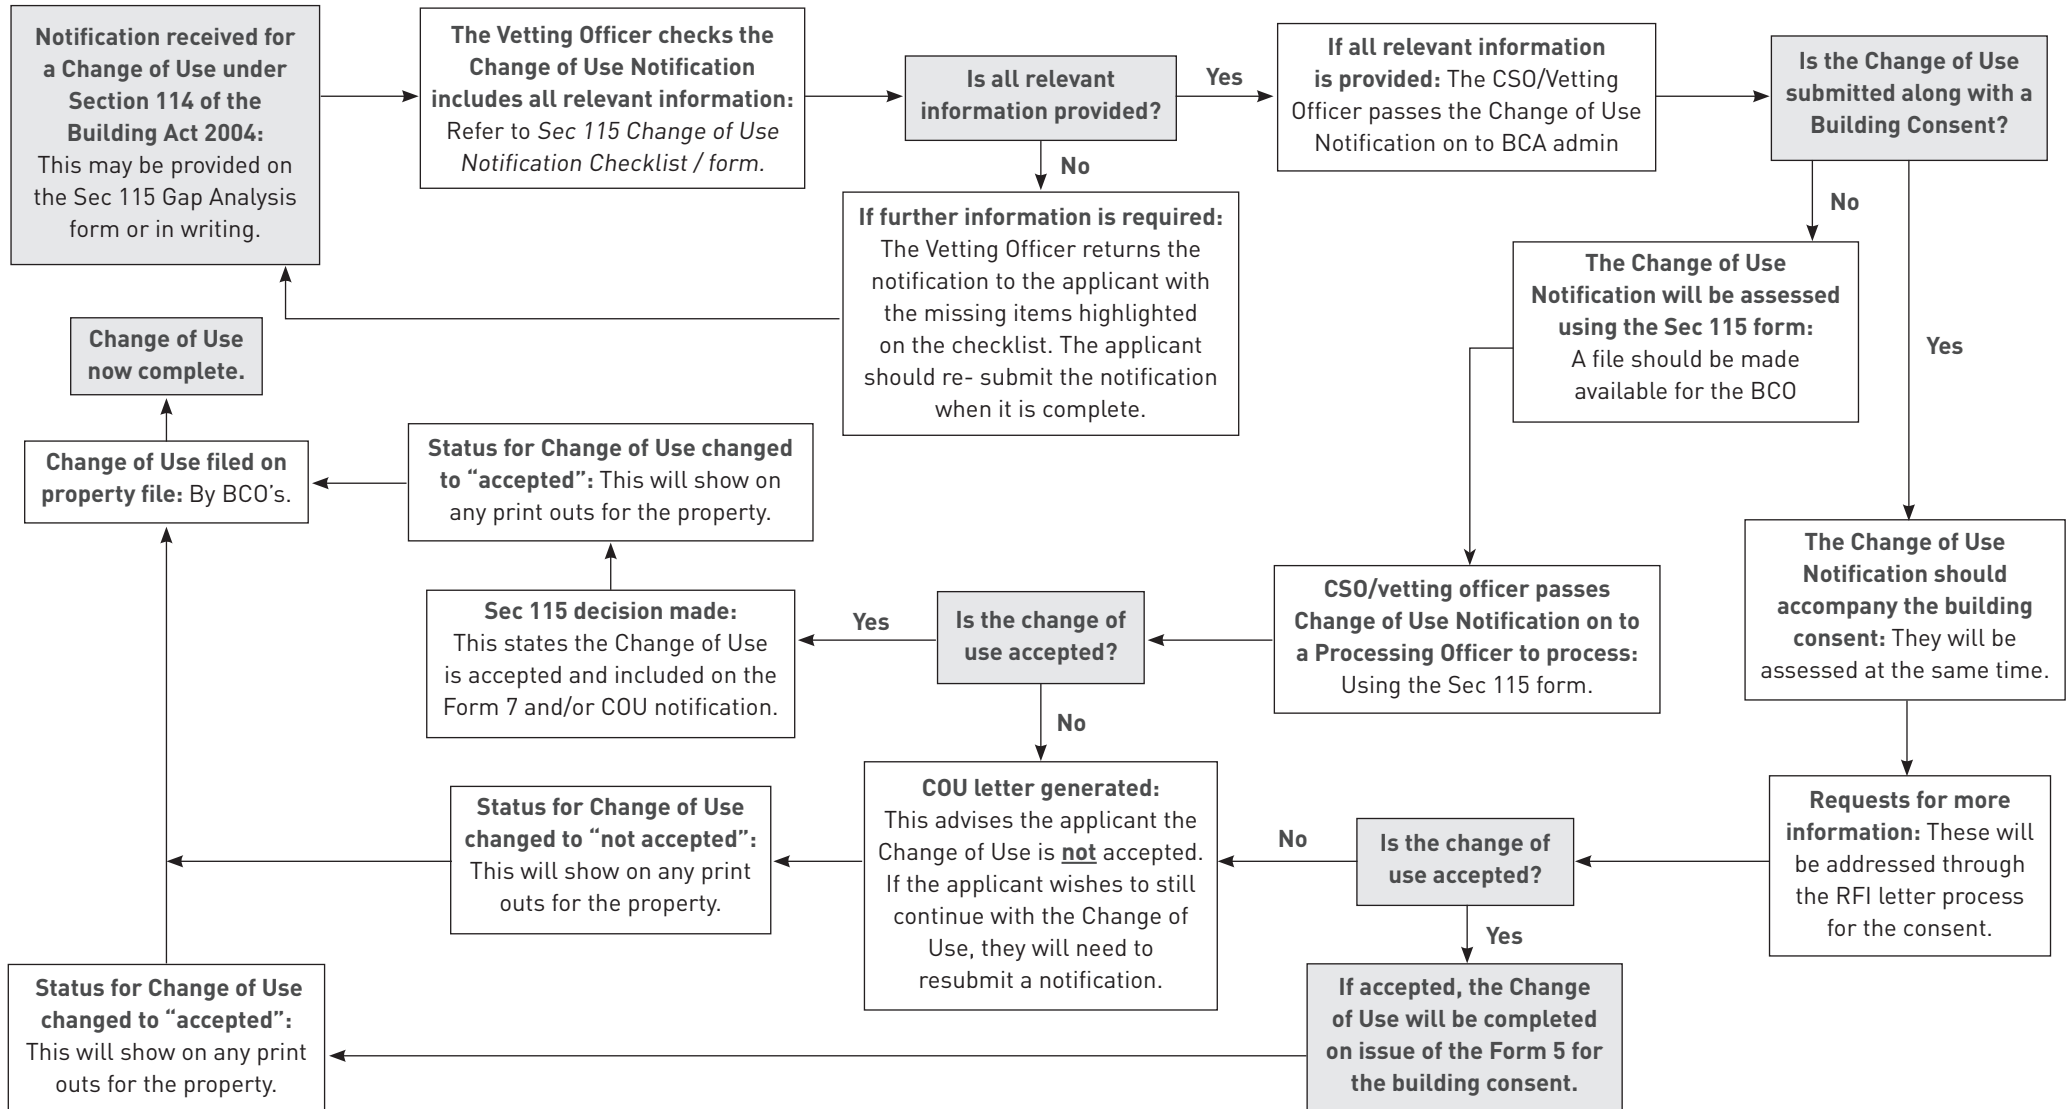 Notification received for
a Change of Use under
Section 114 of the
Building Act 2004:
This may be provided on
the Sec 115 Gap Analysis
form or in writing.
The Vetting Officer checks the
Change of Use Notification
includes all relevant information:
Refer to Sec 115 Change of Use
Notification Checklist / form.
Is all relevant
information provided?
Yes
No
If all relevant information
is provided: The CSO/Vetting
Officer passes the Change of Use
Notification on to BCA admin
Is the Change of Use
submitted along with a
Building Consent?
No
Yes
If further information is required:
The Vetting Officer returns the
notification to the applicant with
the missing items highlighted
on the checklist. The applicant
should re- submit the notification
when it is complete.
The Change of Use
Notification will be assessed
using the Sec 115 form:
A file should be made
available for the BCO
Change of Use
now complete.
Change of Use filed on
property file: By BCO's.
Status for Change of Use changed
to “accepted”: This will show on
any print outs for the property.
Sec 115 decision made:
This states the Change of Use
is accepted and included on the
Form 7 and/or COU notification.
Yes
Is the change of
use accepted?
No
CSO/vetting officer passes
Change of Use Notification on to
a Processing Officer to process:
Using the Sec 115 form.
The Change of Use
Notification should
accompany the building
consent: They will be
assessed at the same time.
Requests for more
information: These will
be addressed through
the RFI letter process
for the consent.
Is the change of
use accepted?
No
Yes
COU letter generated:
This advises the applicant the
Change of Use is not accepted.
If the applicant wishes to still
continue with the Change of
Use, they will need to
resubmit a notification.
Status for Change of Use
changed to “not accepted”:
This will show on any print
outs for the property.
If accepted, the Change
of Use will be completed
on issue of the Form 5 for
the building consent.
Status for Change of Use
changed to “accepted”:
This will show on any print
outs for the property.